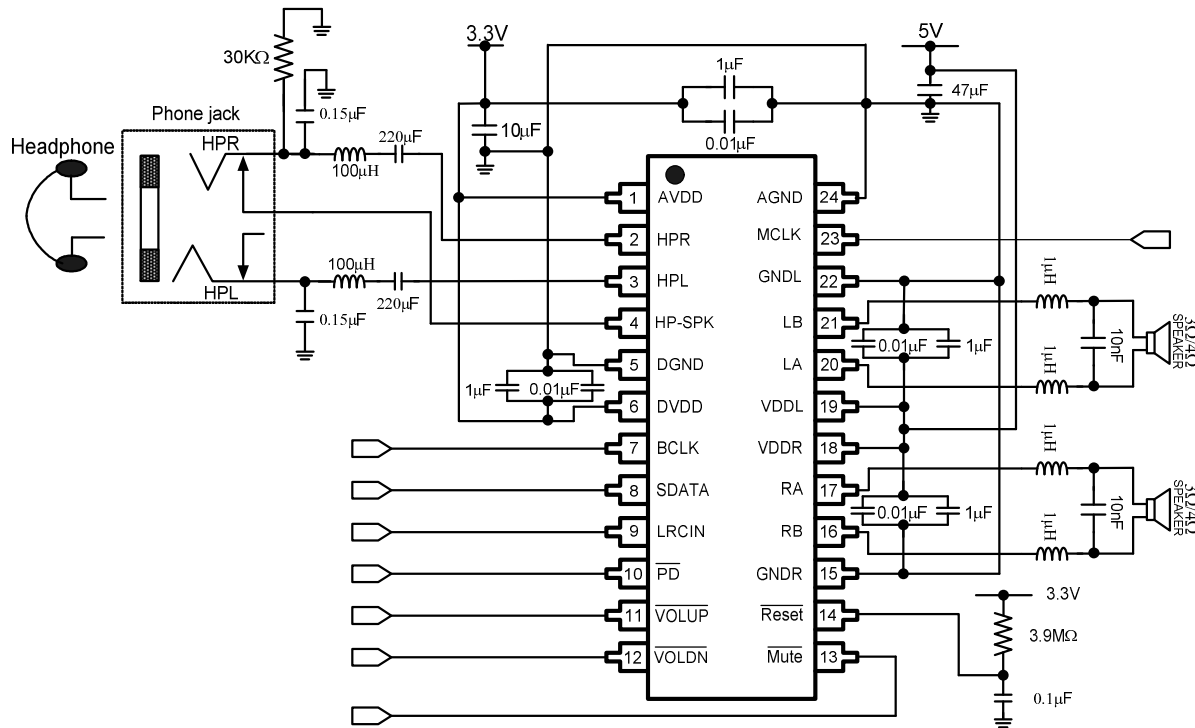 3.3V
5V
30KΩ
1µF
47µF
0.15µF
Phone jack
10µF
0.01µF
Headphone
HPR
220µF
100µH
1 AVDD
AGND 24
2 HPR
MCLK 23
100µH
3 HPL
GNDL 22
1µH
HPL
220µF
0.15µF
4 HP-SPK
LB 21
0.01µF
1µF
10nF
3Ω/4Ω
SPEAKER
5 DGND
LA 20
1µH
1µF
0.01µF
6 DVDD
VDDL 19
7 BCLK
VDDR 18
1µH
8 SDATA
RA 17
0.01µF
1µF
10nF
3Ω/4Ω
SPEAKER
9 LRCIN
RB 16
1µH
10 PD
GNDR 15
3.3V
11 VOLUP
Reset 14
3.9MΩ
12 VOLDN
Mute 13
0.1µF